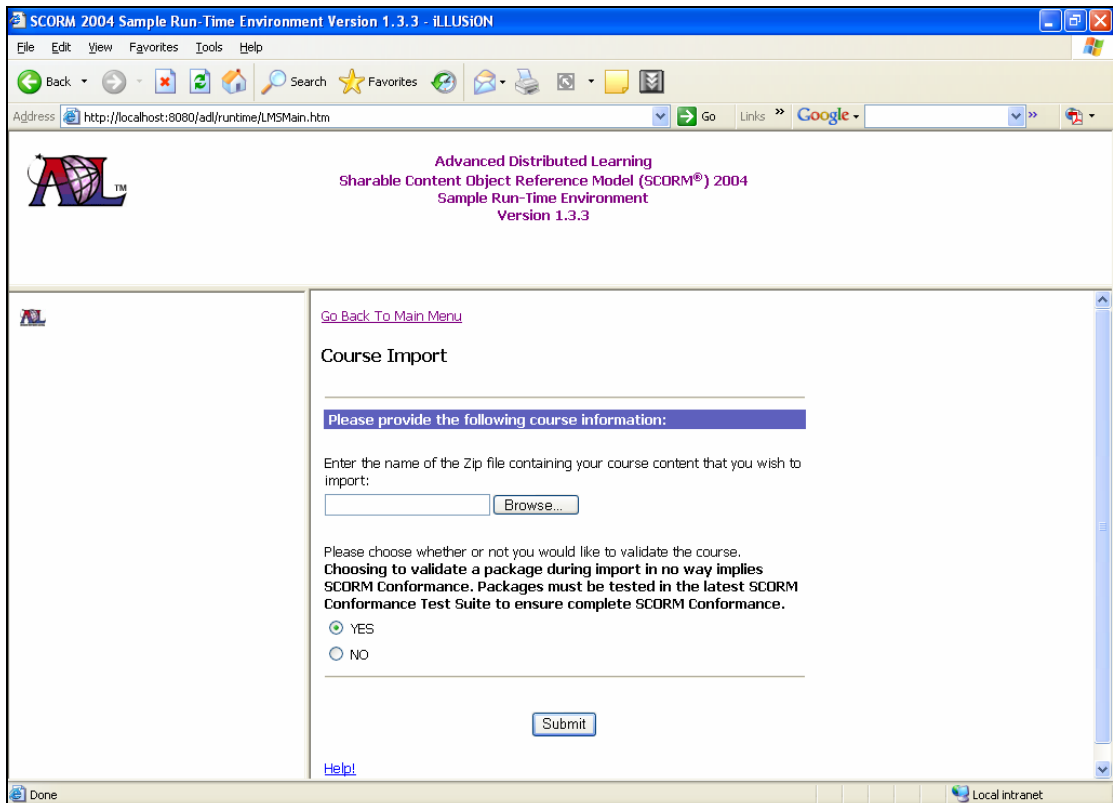 SCORM 2004 Sample Run-Time Environment Version 1.3.3 - iLLUSiON
File Edit View Favorites Tools Help
Back Search Favorites
Address http://localhost:8080/adl/runtime/LMSMain.htm Go Links » Google »
ADL TM
Advanced Distributed Learning
Sharable Content Object Reference Model (SCORM®) 2004
Sample Run-Time Environment
Version 1.3.3
ADL
Go Back To Main Menu
Course Import
Please provide the following course information:
Enter the name of the Zip file containing your course content that you wish to
import:
Browse...
Please choose whether or not you would like to validate the course.
Choosing to validate a package during import in no way implies
SCORM Conformance. Packages must be tested in the latest SCORM
Conformance Test Suite to ensure complete SCORM Conformance.
YES
NO
Submit
Help!
Done Local intranet